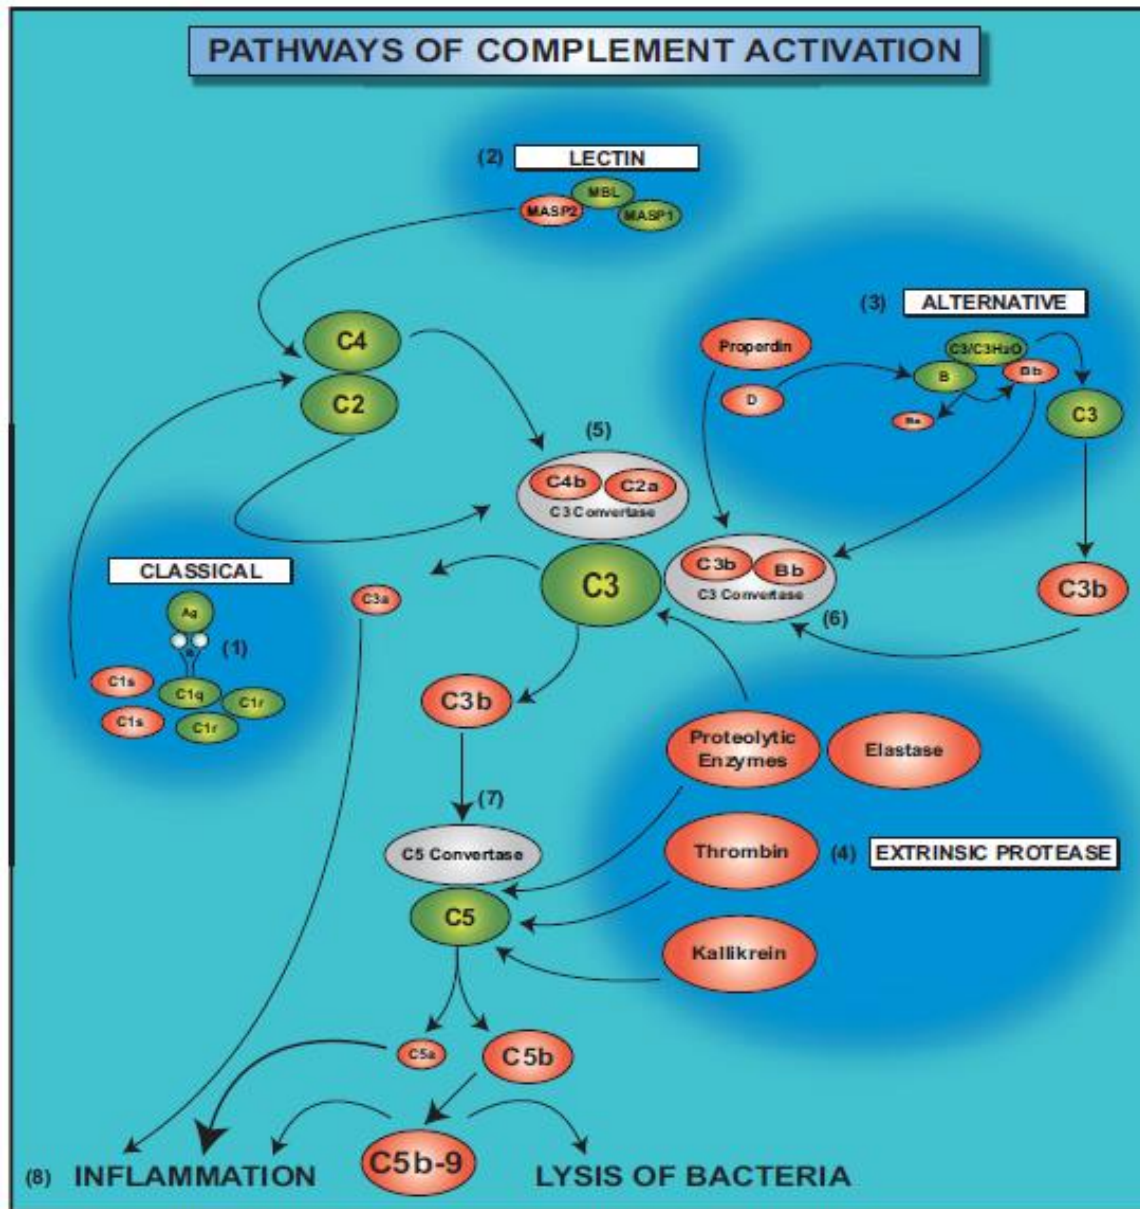 PATHWAYS OF COMPLEMENT ACTIVATION
(2) LECTIN
MBL
MASP2
MASP1
(3) ALTERNATIVE
C3/C3H2O
Properdin
B
Bb
D
C4
C2
C3
(5)
C4b
C2a
C3 Convertase
C3b
Bb
C3 Convertase
(6)
C3
C3b
CLASSICAL
C3a
Ag
(1)
C1s
C1q
C1r
C1s
C1r
C3b
Proteolytic
Enzymes
Elastase
(7)
C5 Convertase
Thrombin
(4) EXTRINSIC PROTEASE
C5
Kallikrein
C5a
C5b
C5b-9
(8) INFLAMMATION
LYSIS OF BACTERIA